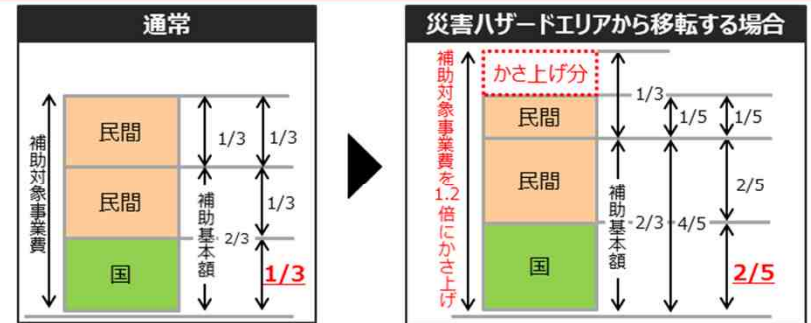 通常
補助対象事業費
民間
民間
国
1/3
補助基本額
2/3
1/3
1/3
1/3
災害ハザードエリアから移転する場合
補助対象事業費を1.2倍にかさ上げ
かさ上げ分
民間
民間
国
1/3
補助基本額
2/3
1/5
4/5
1/5
2/5
2/5